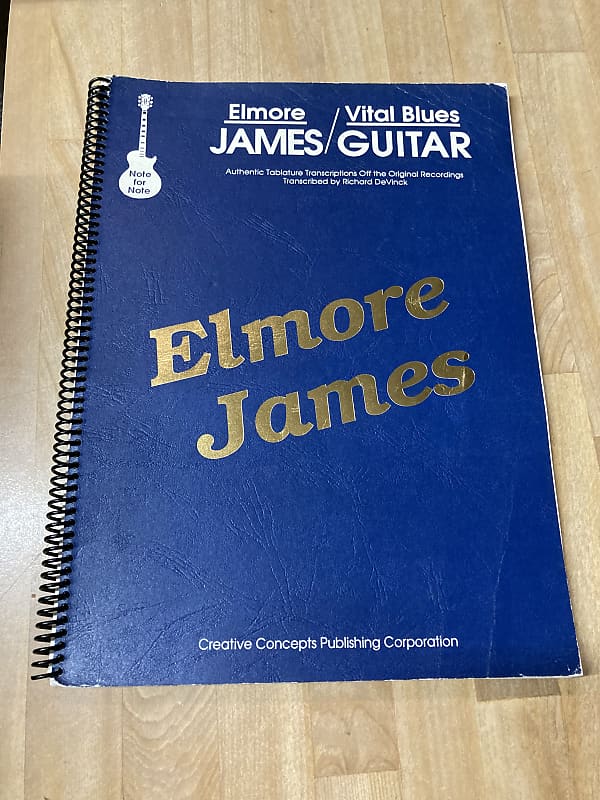 Elmore / Vital Blues
JAMES / GUITAR
Authentic Tablature Transcriptions Off the Original Recordings
Transcribed by Richard DeVinck
Note
for
Note
Elmore
James
Creative Concepts Publishing Corporation